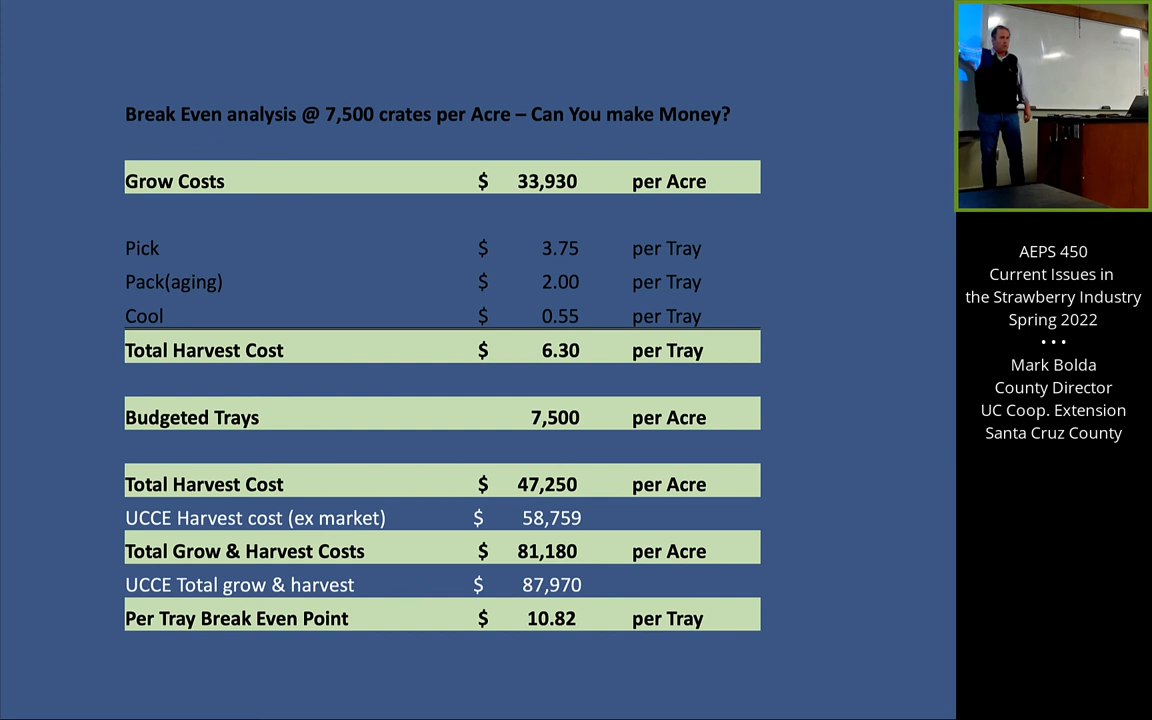 Break Even analysis @ 7,500 crates per Acre – Can You make Money?
Grow Costs $ 33,930 per Acre
Pick $ 3.75 per Tray
Pack(aging) $ 2.00 per Tray
Cool $ 0.55 per Tray
Total Harvest Cost $ 6.30 per Tray
Budgeted Trays 7,500 per Acre
Total Harvest Cost $ 47,250 per Acre
UCCE Harvest cost (ex market) $ 58,759
Total Grow & Harvest Costs $ 81,180 per Acre
UCCE Total grow & harvest $ 87,970
Per Tray Break Even Point $ 10.82 per Tray
AEPS 450
Current Issues in
the Strawberry Industry
Spring 2022
• • •
Mark Bolda
County Director
UC Coop. Extension
Santa Cruz County